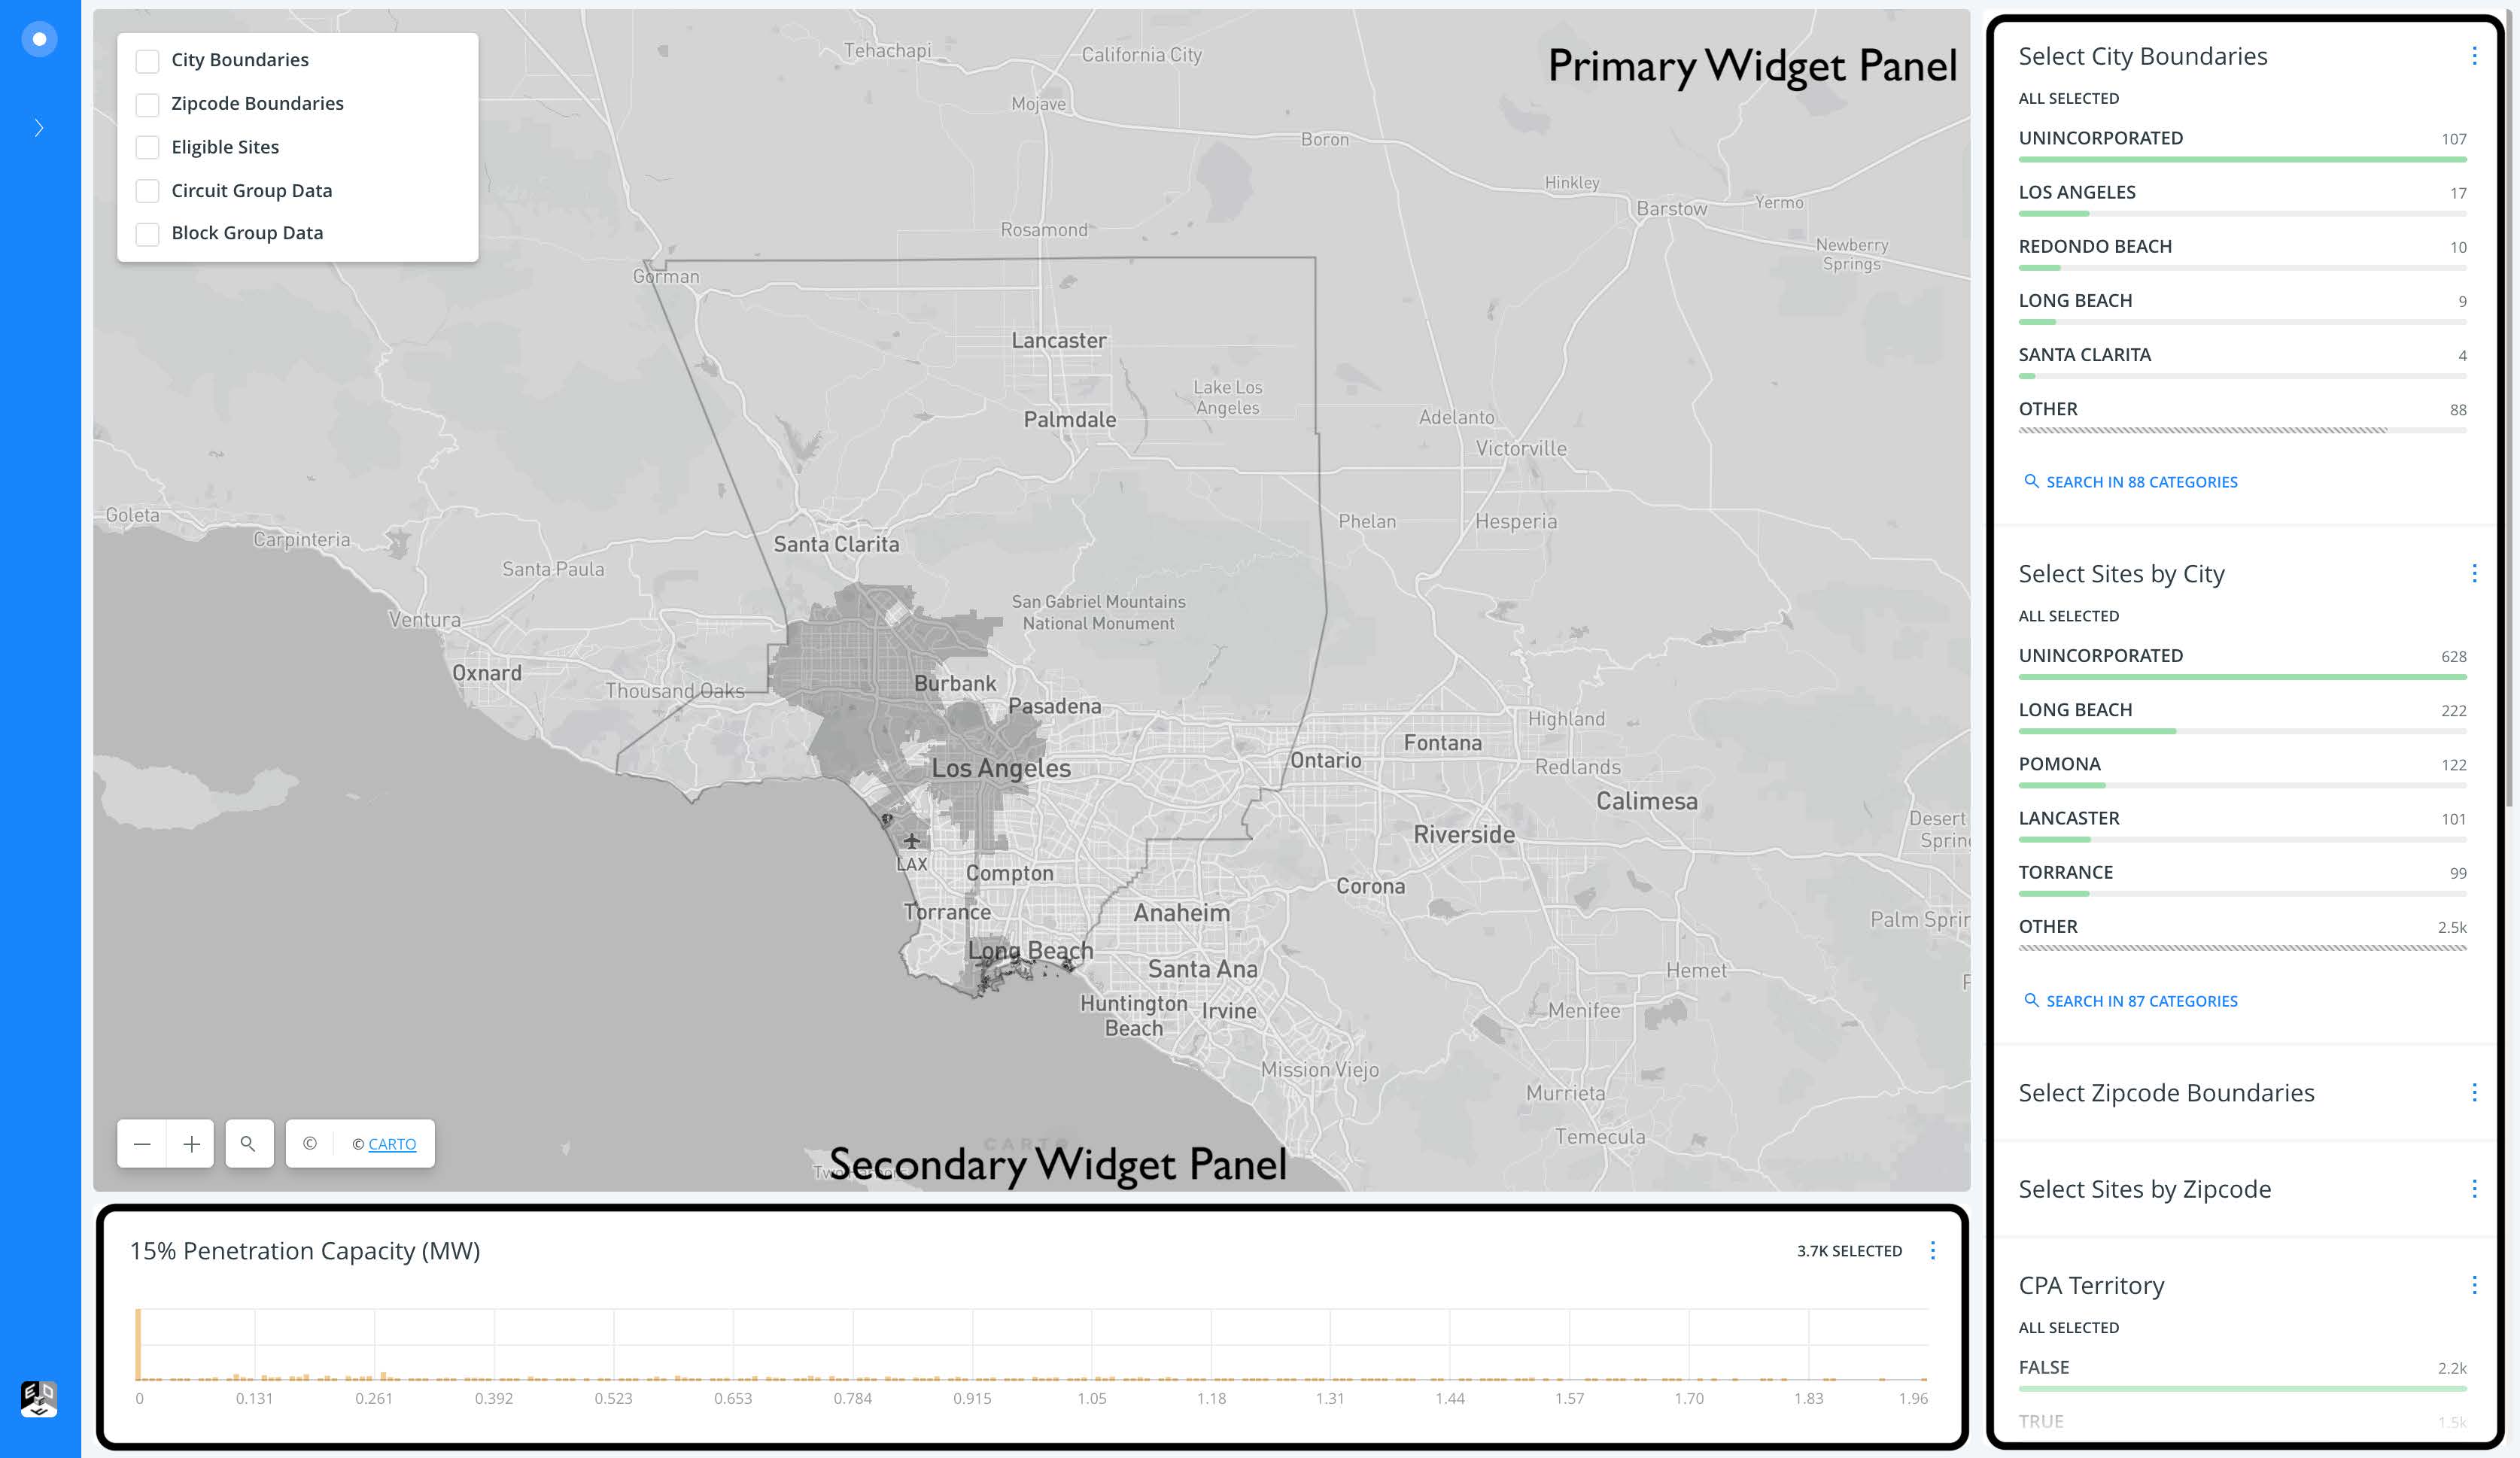 City Boundaries
Zipcode Boundaries
Eligible Sites
Circuit Group Data
Block Group Data
Primary Widget Panel
Tehachapi
California City
Mojave
Boron
Hinkley
Barstow
Yermo
Rosamond
Newberry
Springs
Gorman
Lancaster
Lake Los
Angeles
Palmdale
Adelanto
Victorville
Goleta
Carpinteria
Phelan
Hesperia
Santa Clarita
Santa Paula
San Gabriel Mountains
National Monument
Ventura
Oxnard
Thousand Oaks
Burbank
Pasadena
Highland
Fontana
Ontario
Los Angeles
Redlands
Calimesa
Desert
Spring
Riverside
LAX
Compton
Corona
Torrance
Anaheim
Palm Sprin
Long Beach
Santa Ana
Hemet
Huntington
Beach
Irvine
Menifee
Mission Viejo
Murrieta
Temecula
© © CARTO
CARTO
Secondary Widget Panel
15% Penetration Capacity (MW)
3.7K SELECTED
0 0.131 0.261 0.392 0.523 0.653 0.784 0.915 1.05 1.18 1.31 1.44 1.57 1.70 1.83 1.96
Select City Boundaries
ALL SELECTED
UNINCORPORATED 107
LOS ANGELES 17
REDONDO BEACH 10
LONG BEACH 9
SANTA CLARITA 4
OTHER 88
SEARCH IN 88 CATEGORIES
Select Sites by City
ALL SELECTED
UNINCORPORATED 628
LONG BEACH 222
POMONA 122
LANCASTER 101
TORRANCE 99
OTHER 2.5k
SEARCH IN 87 CATEGORIES
Select Zipcode Boundaries
Select Sites by Zipcode
CPA Territory
ALL SELECTED
FALSE 2.2k
TRUE 1.5k